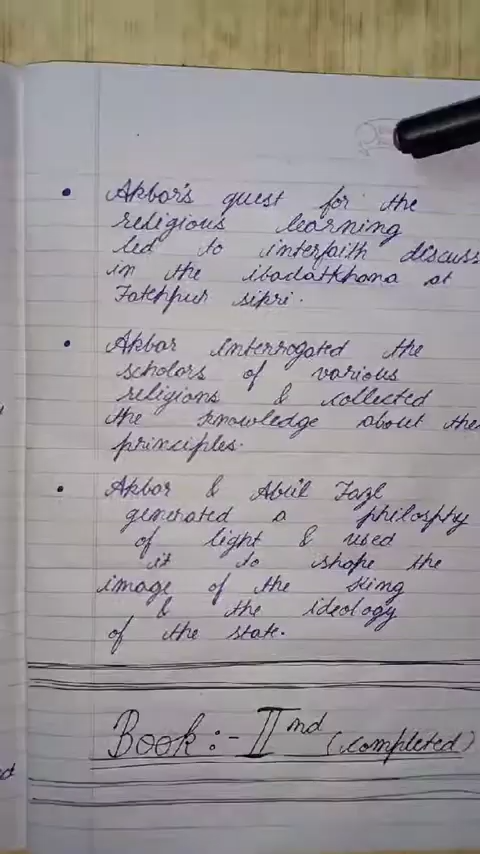 • Akbar's quest for the
religious learning
led to interfaith discuss
in the ibadatkhana at
Fatehpur sikri.
• Akbar interrogated the
scholars of various
religions & collected
the knowledge about the
principles.
• Akbar & Abul Fazl
generated a philosphy
of light & used
it to shape the
image of the king
& the ideology
of the state.
Book :- IInd (completed)